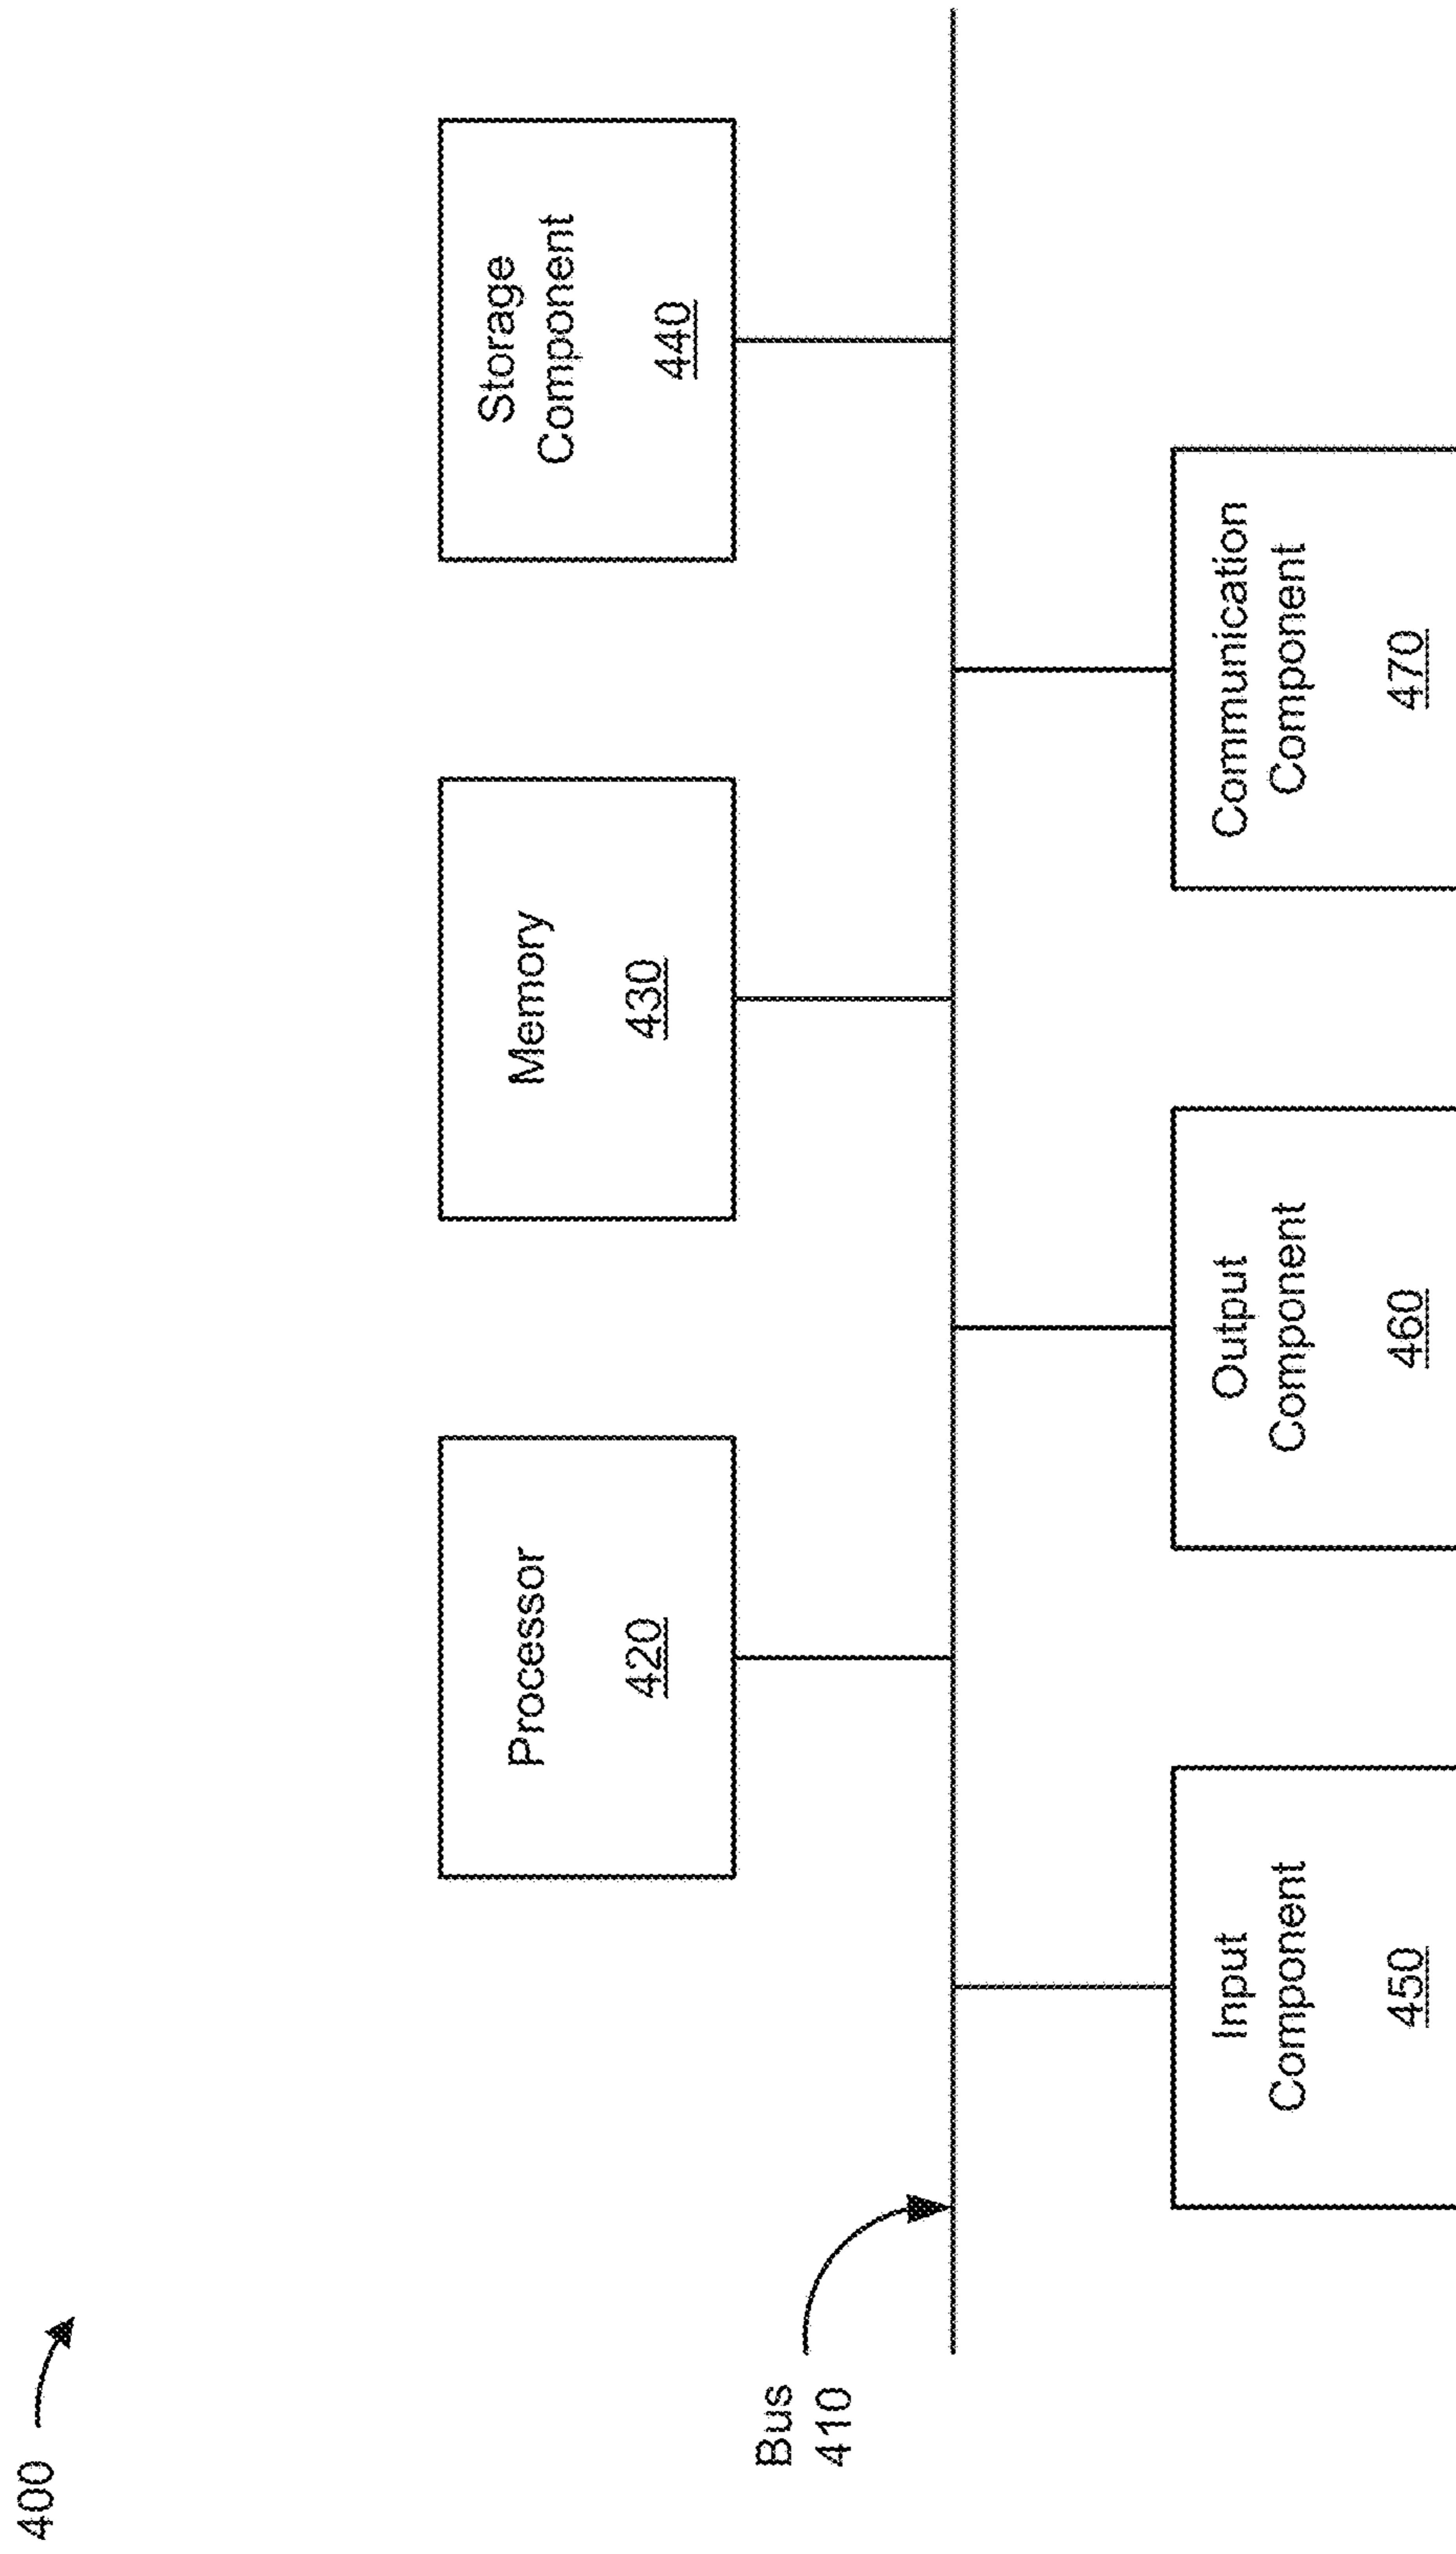 400
Processor
420
Memory
430
Storage
Component
440
Bus
410
Input
Component
450
Output
Component
460
Communication
Component
470